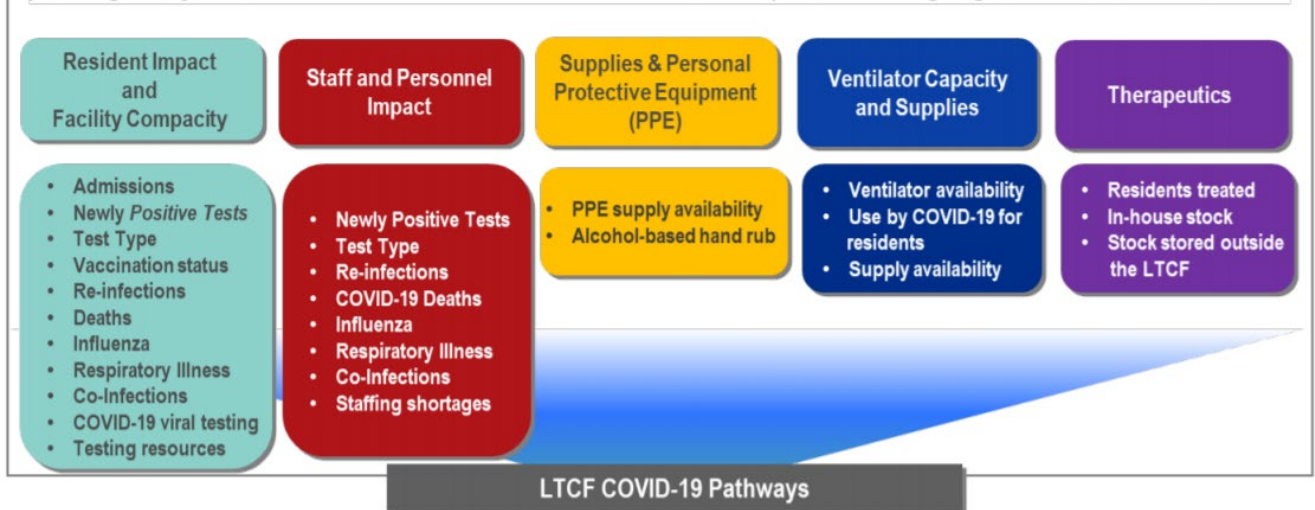 Resident Impact
and
Facility Compacity
Staff and Personnel
Impact
Supplies & Personal
Protective Equipment
(PPE)
Ventilator Capacity
and Supplies
Therapeutics
• Admissions
• Newly Positive Tests
• Test Type
• Vaccination status
• Re-infections
• Deaths
• Influenza
• Respiratory Illness
• Co-Infections
• COVID-19 viral testing
• Testing resources
• Newly Positive Tests
• Test Type
• Re-infections
• COVID-19 Deaths
• Influenza
• Respiratory Illness
• Co-Infections
• Staffing shortages
• PPE supply availability
• Alcohol-based hand rub
• Ventilator availability
• Use by COVID-19 for
residents
• Supply availability
• Residents treated
• In-house stock
• Stock stored outside
the LTCF
LTCF COVID-19 Pathways